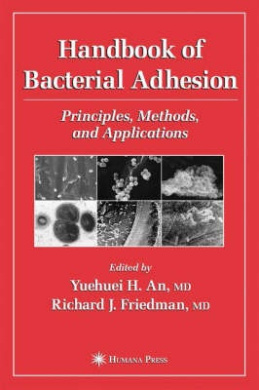 Handbook of
Bacterial Adhesion
Principles, Methods,
and Applications
Edited by
Yuehuei H. An, MD
Richard J. Friedman, MD
HUMANA PRESS